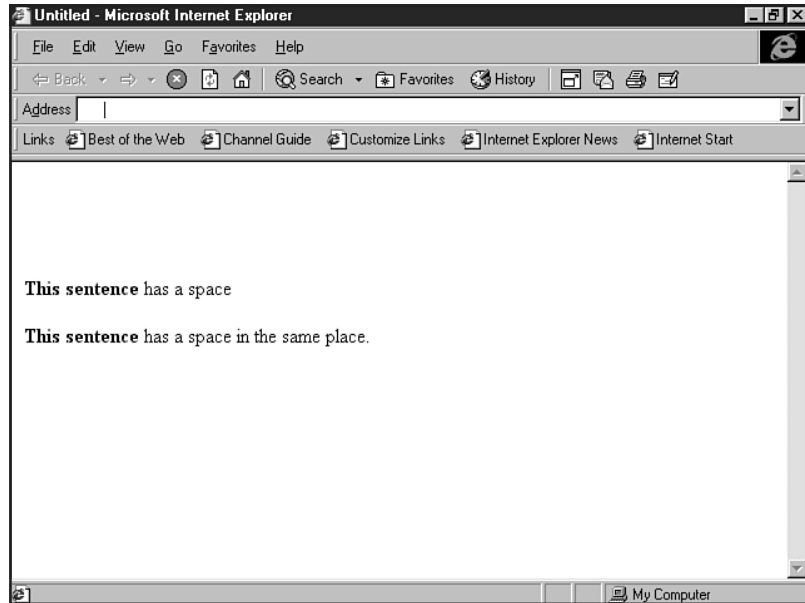 Untitled - Microsoft Internet Explorer
File Edit View Go Favorites Help
Back Search Favorites History
Address
Links Best of the Web Channel Guide Customize Links Internet Explorer News Internet Start
This sentence has a space
This sentence has a space in the same place.
My Computer